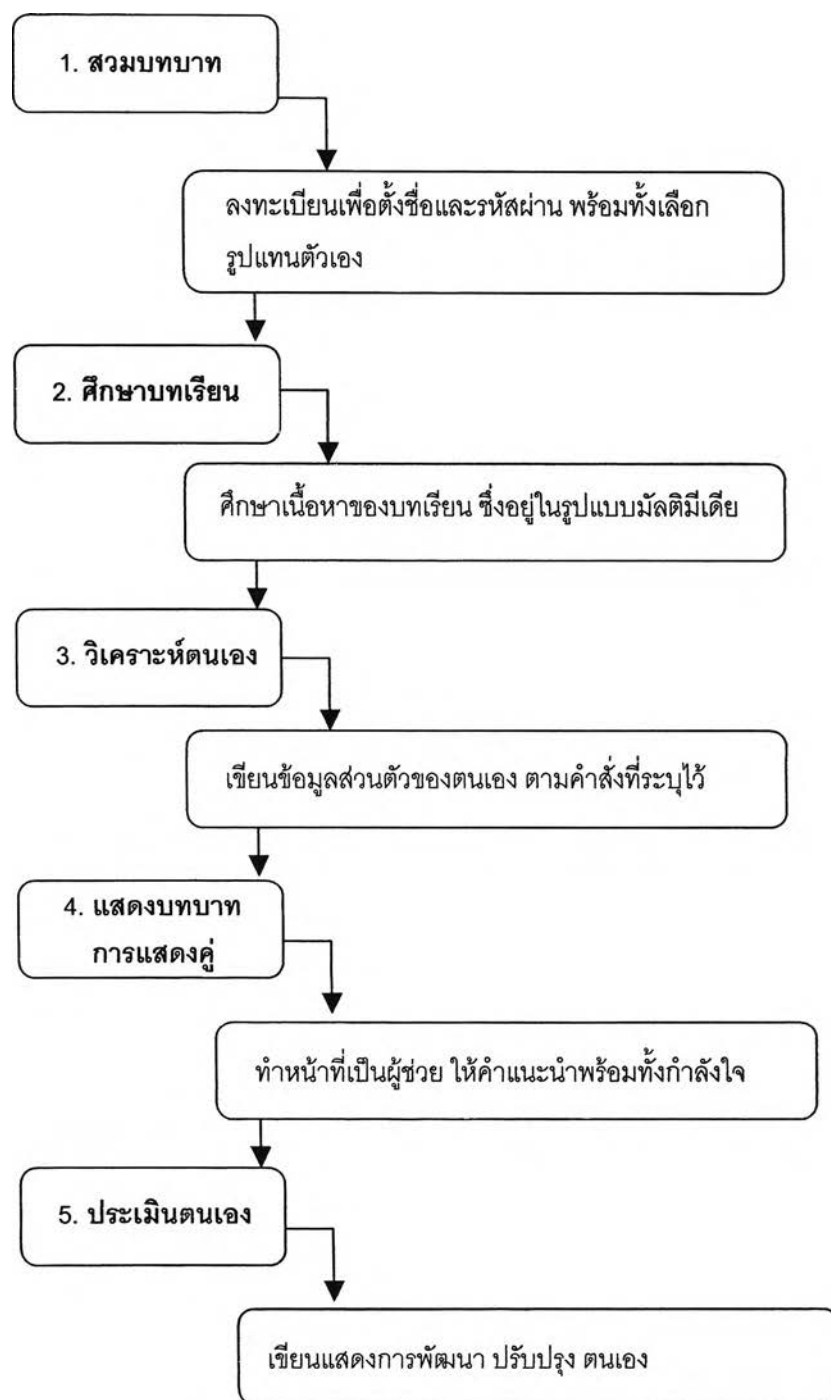 1. สวมบทบาท
ลงทะเบียนเพื่อตั้งชื่อและรหัสผ่าน พร้อมทั้งเลือก
รูปแทนตัวเอง
2. ศึกษาบทเรียน
ศึกษาเนื้อหาของบทเรียน ซึ่งอยู่ในรูปแบบมัลติมีเดีย
3. วิเคราะห์ตนเอง
เขียนข้อมูลส่วนตัวของตนเอง ตามคำสั่งที่ระบุไว้
4. แสดงบทบาท
การแสดงคู่
ทำหน้าที่เป็นผู้ช่วย ให้คำแนะนำพร้อมทั้งกำลังใจ
5. ประเมินตนเอง
เขียนแสดงการพัฒนา ปรับปรุง ตนเอง